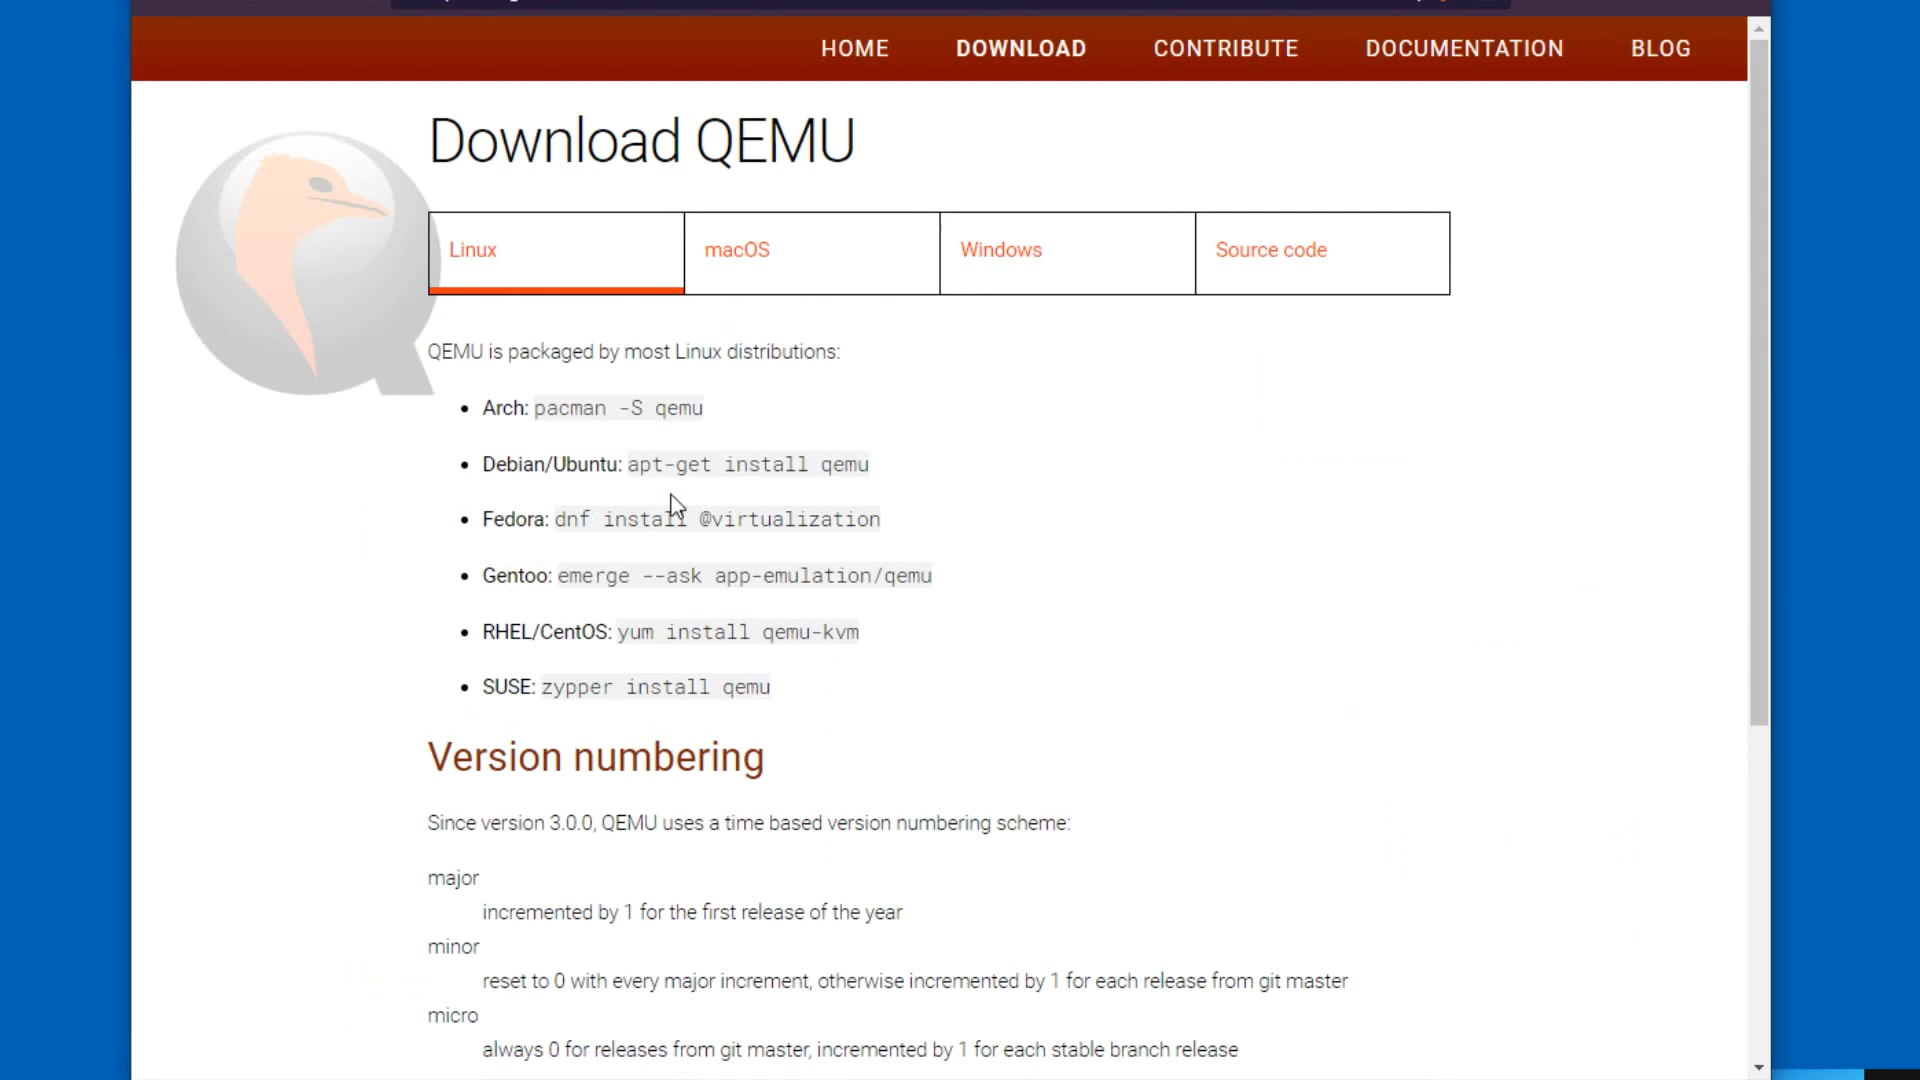 HOME DOWNLOAD CONTRIBUTE DOCUMENTATION BLOG
Download QEMU
Linux macOS Windows Source code
QEMU is packaged by most Linux distributions:
• Arch: pacman -S qemu
• Debian/Ubuntu: apt-get install qemu
• Fedora: dnf install @virtualization
• Gentoo: emerge --ask app-emulation/qemu
• RHEL/CentOS: yum install qemu-kvm
• SUSE: zypper install qemu
Version numbering
Since version 3.0.0, QEMU uses a time based version numbering scheme:
major
incremented by 1 for the first release of the year
minor
reset to 0 with every major increment, otherwise incremented by 1 for each release from git master
micro
always 0 for releases from git master, incremented by 1 for each stable branch release